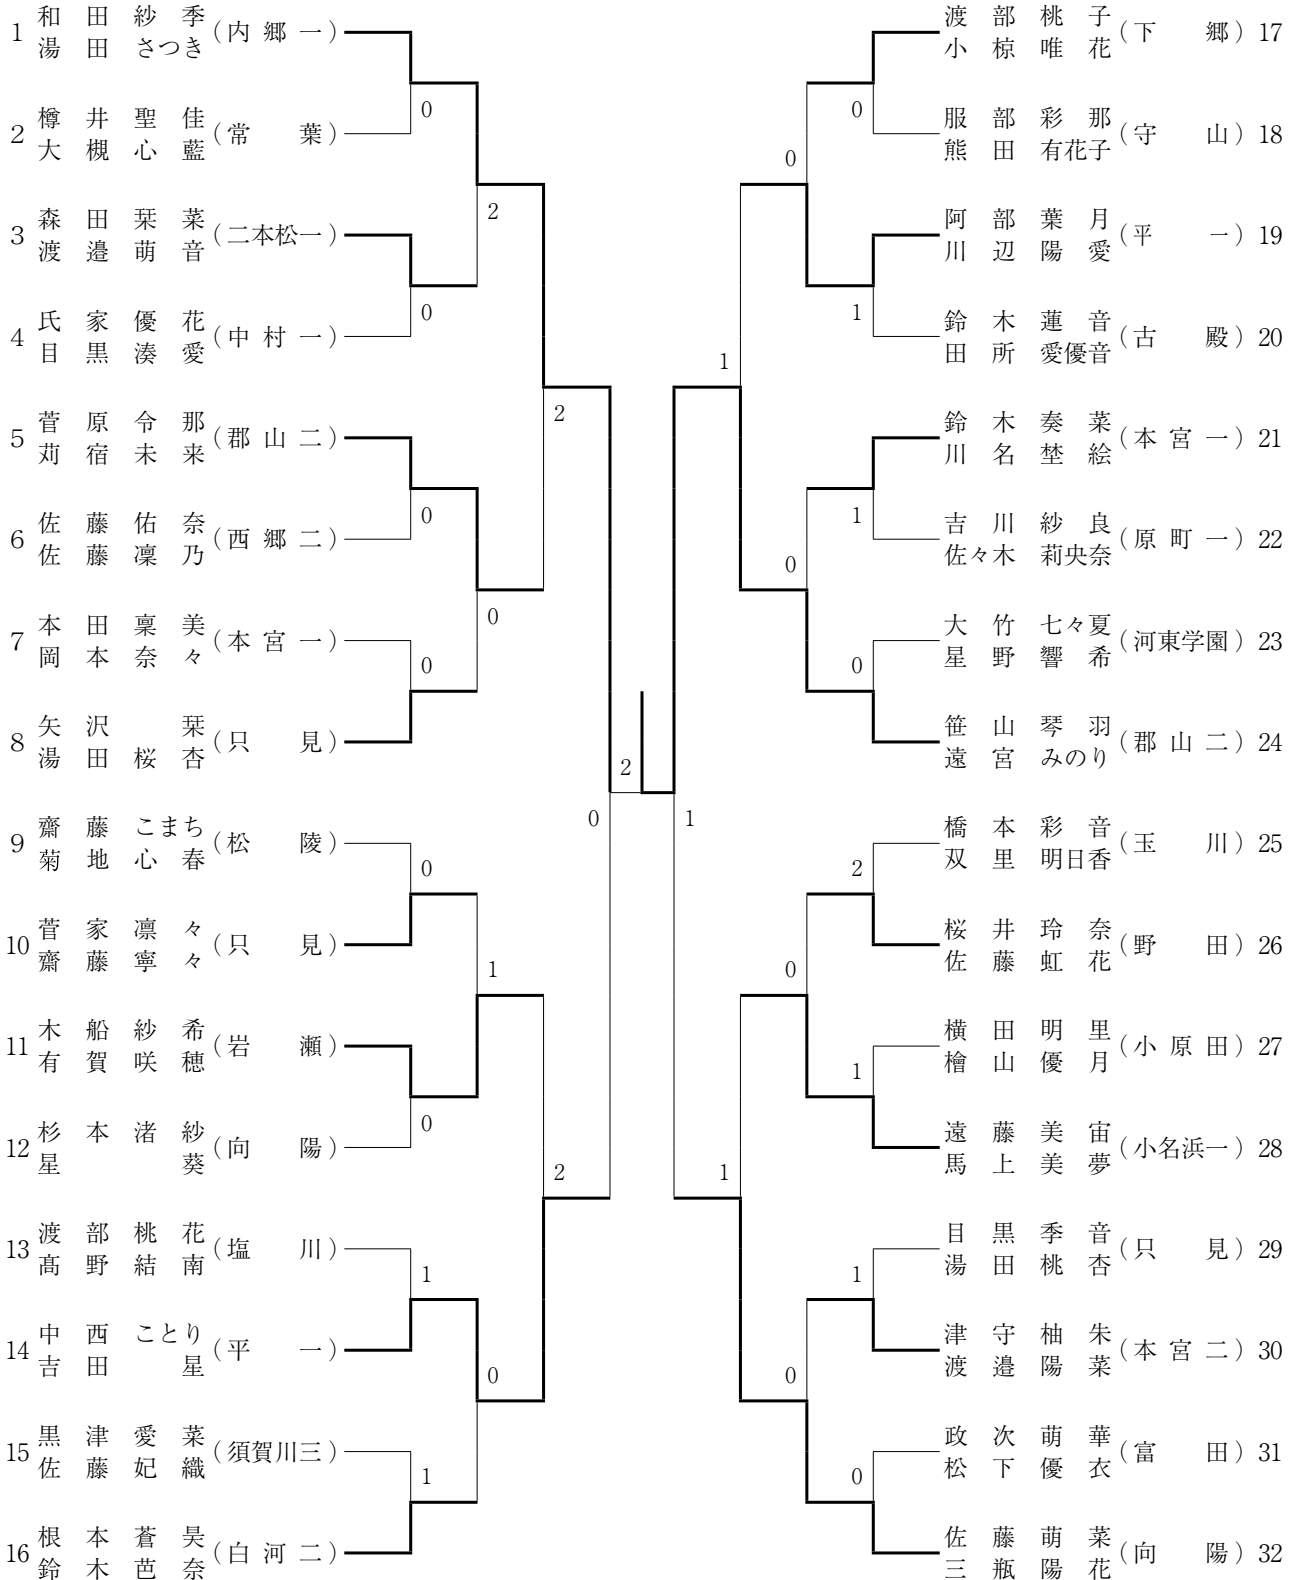 1 和田紗季 (内郷一)
湯田さつき
2 樽井聖佳 (常葉)
大槻心藍
3 森田栞菜 (二本松一)
渡邉萌音
4 氏家優花 (中村一)
目黒湊愛
5 菅原令那 (郡山二)
苅宿未来
6 佐藤佑奈 (西郷二)
佐藤凜乃
7 本田稟美 (本宮一)
岡本奈々
8 矢沢栞 (只見)
湯田桜杏
9 齋藤こまち (松陵)
菊地心春
10 菅家凛々 (只見)
齋藤寧々
11 木船紗希 (岩瀬)
有賀咲穂
12 杉本渚紗 (向陽)
星葵
13 渡部桃花 (塩川)
髙野結南
14 中西ことり (平一)
吉田星
15 黒津愛菜 (須賀川三)
佐藤妃織
16 根本蒼昊 (白河二)
鈴木芭奈
0
0
0
0
0
0
1
1
2
0
1
0
2
2
0
2
1
1
1
0
0
0
0
0
1
1
0
2
1
1
0
渡部桃子 (下郷) 17
小椋唯花
服部彩那 (守山) 18
熊田有花子
阿部葉月 (平一) 19
川辺陽愛
鈴木蓮音 (古殿) 20
田所愛優音
鈴木奏菜 (本宮一) 21
川名埜絵
吉川紗良 (原町一) 22
佐々木莉央奈
大竹七々夏 (河東学園) 23
星野響希
笹山琴羽 (郡山二) 24
遠宮みのり
橋本彩音 (玉川) 25
双里明日香
桜井玲奈 (野田) 26
佐藤虹花
横田明里 (小原田) 27
檜山優月
遠藤美宙 (小名浜一) 28
馬上美夢
目黒季音 (只見) 29
湯田桃杏
津守柚朱 (本宮二) 30
渡邉陽菜
政次萌華 (富田) 31
松下優衣
佐藤萌菜 (向陽) 32
三瓶陽花